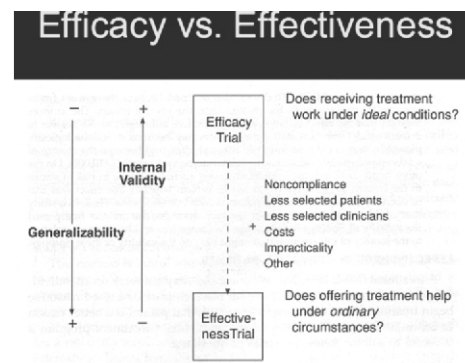 Efficacy vs. Effectiveness
−
+
Efficacy
Trial
Does receiving treatment
work under ideal conditions?
Internal
Validity
Generalizability
+
Noncompliance
Less selected patients
Less selected clinicians
Costs
Impracticality
Other
+
−
Effective-
nessTrial
Does offering treatment help
under ordinary
circumstances?